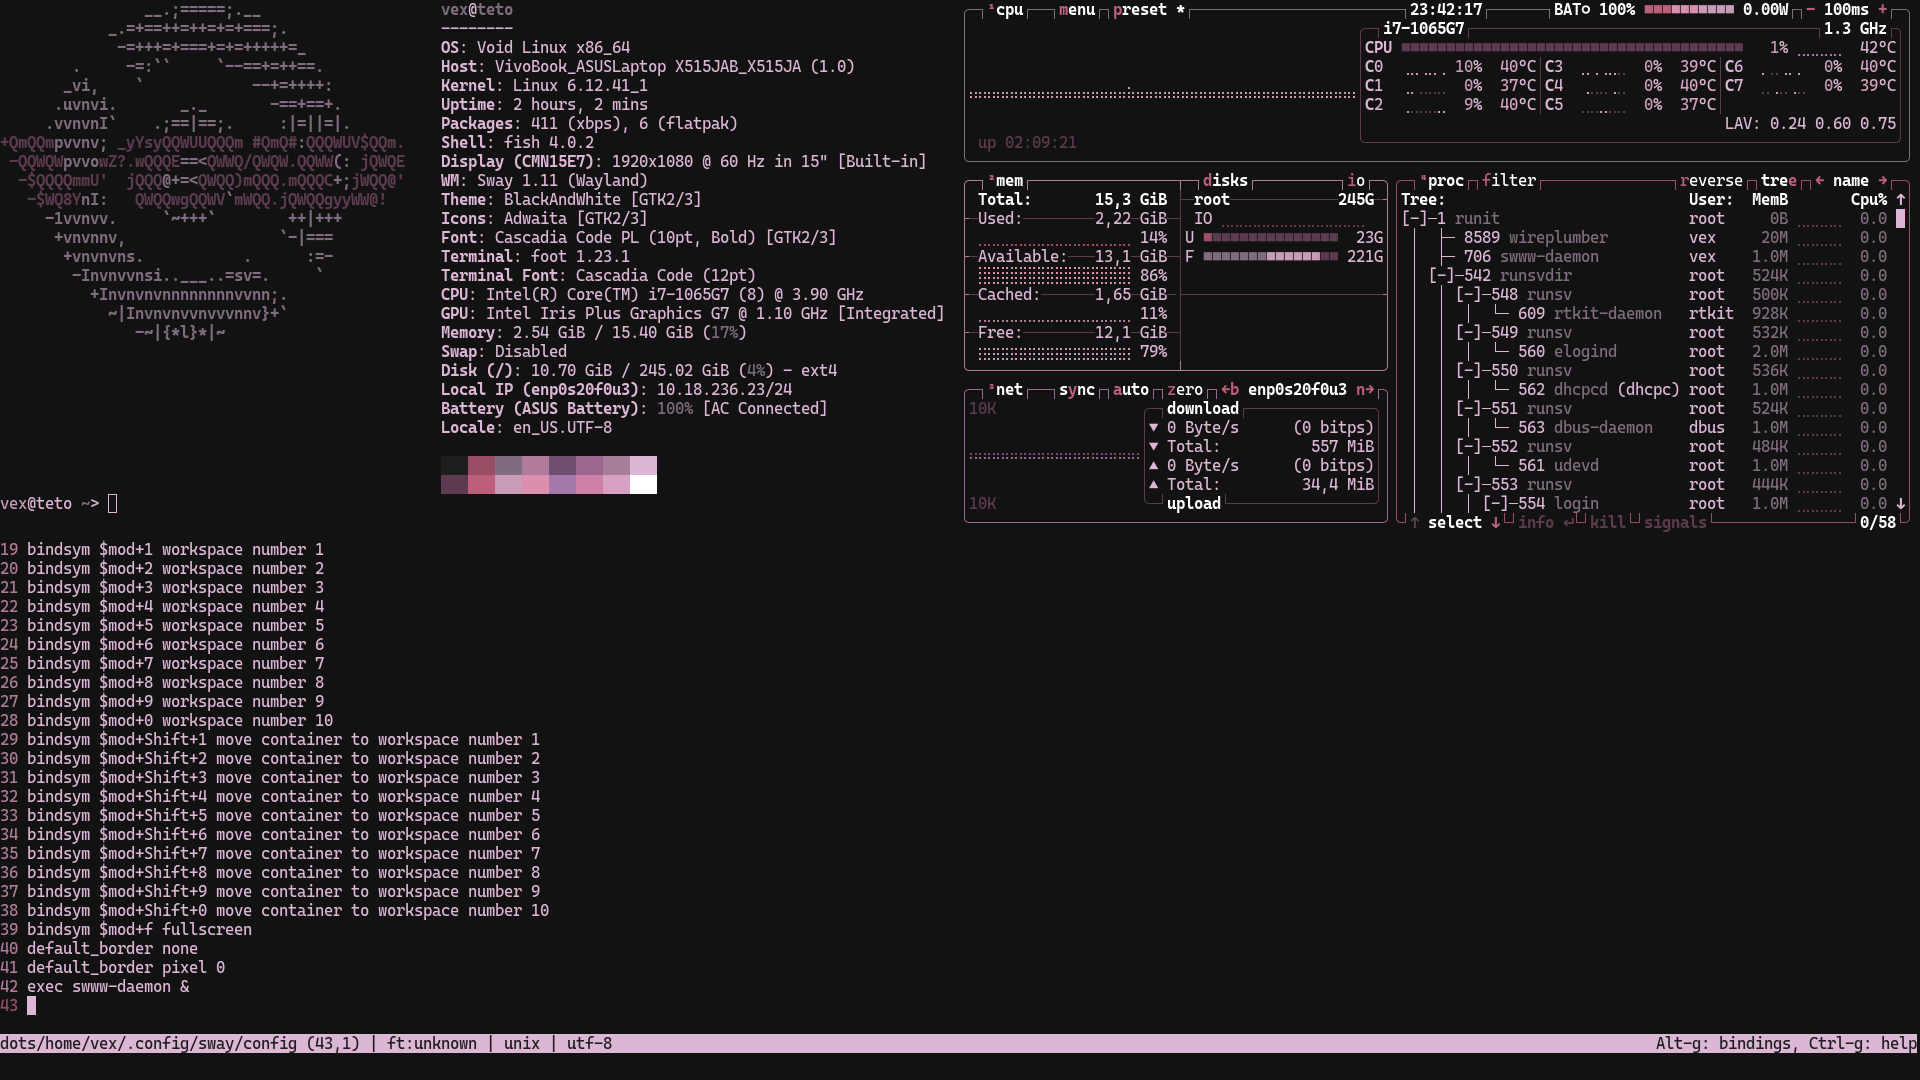 vex@teto
--------
OS: Void Linux x86_64
Host: VivoBook_ASUSLaptop X515JAB_X515JA (1.0)
Kernel: Linux 6.12.41_1
Uptime: 2 hours, 2 mins
Packages: 411 (xbps), 6 (flatpak)
Shell: fish 4.0.2
Display (CMN15E7): 1920x1080 @ 60 Hz in 15" [Built-in]
WM: Sway 1.11 (Wayland)
Theme: BlackAndWhite [GTK2/3]
Icons: Adwaita [GTK2/3]
Font: Cascadia Code PL (10pt, Bold) [GTK2/3]
Terminal: foot 1.23.1
Terminal Font: Cascadia Code (12pt)
CPU: Intel(R) Core(TM) i7-1065G7 (8) @ 3.90 GHz
GPU: Intel Iris Plus Graphics G7 @ 1.10 GHz [Integrated]
Memory: 2.54 GiB / 15.40 GiB (17%)
Swap: Disabled
Disk (/): 10.70 GiB / 245.02 GiB (4%) - ext4
Local IP (enp0s20f0u3): 10.18.236.23/24
Battery (ASUS Battery): 100% [AC Connected]
Locale: en_US.UTF-8
vex@teto ~>
¹cpu menu preset * 23:42:17 BAT 100% 0.00W - 100ms +
i7-1065G7 1.3 GHz
CPU 1% 42°C
C0 10% 40°C C3 0% 39°C C6 0% 40°C
C1 0% 37°C C4 0% 40°C C7 0% 39°C
C2 9% 40°C C5 0% 37°C
LAV: 0.24 0.60 0.75
up 02:09:21
²mem disks io
Total: 15,3 GiB root 245G
Used: 2,22 GiB IO
14% U 23G
Available: 13,1 GiB F 221G
86%
Cached: 1,65 GiB
11%
Free: 12,1 GiB
79%
³net sync auto zero ←b enp0s20f0u3 n→
10K download
▼ 0 Byte/s (0 bitps)
▼ Total: 557 MiB
▲ 0 Byte/s (0 bitps)
▲ Total: 34,4 MiB
10K upload
⁴proc filter reverse tree ← name →
Tree: User: MemB Cpu% ↑
[-]-1 runit root 0B 0.0
├─ 8589 wireplumber vex 20M 0.0
├─ 706 swww-daemon vex 1.0M 0.0
[-]-542 runsvdir root 524K 0.0
[-]-548 runsv root 500K 0.0
└─ 609 rtkit-daemon rtkit 928K 0.0
[-]-549 runsv root 532K 0.0
└─ 560 elogind root 2.0M 0.0
[-]-550 runsv root 536K 0.0
└─ 562 dhcpcd (dhcpc) root 1.0M 0.0
[-]-551 runsv root 524K 0.0
└─ 563 dbus-daemon dbus 1.0M 0.0
[-]-552 runsv root 484K 0.0
└─ 561 udevd root 1.0M 0.0
[-]-553 runsv root 444K 0.0
[-]-554 login root 1.0M 0.0 ↓
↑ select ↓ info ↵ kill signals 0/58
19 bindsym $mod+1 workspace number 1
20 bindsym $mod+2 workspace number 2
21 bindsym $mod+3 workspace number 3
22 bindsym $mod+4 workspace number 4
23 bindsym $mod+5 workspace number 5
24 bindsym $mod+6 workspace number 6
25 bindsym $mod+7 workspace number 7
26 bindsym $mod+8 workspace number 8
27 bindsym $mod+9 workspace number 9
28 bindsym $mod+0 workspace number 10
29 bindsym $mod+Shift+1 move container to workspace number 1
30 bindsym $mod+Shift+2 move container to workspace number 2
31 bindsym $mod+Shift+3 move container to workspace number 3
32 bindsym $mod+Shift+4 move container to workspace number 4
33 bindsym $mod+Shift+5 move container to workspace number 5
34 bindsym $mod+Shift+6 move container to workspace number 6
35 bindsym $mod+Shift+7 move container to workspace number 7
36 bindsym $mod+Shift+8 move container to workspace number 8
37 bindsym $mod+Shift+9 move container to workspace number 9
38 bindsym $mod+Shift+0 move container to workspace number 10
39 bindsym $mod+f fullscreen
40 default_border none
41 default_border pixel 0
42 exec swww-daemon &
43
dots/home/vex/.config/sway/config (43,1) | ft:unknown | unix | utf-8 Alt-g: bindings, Ctrl-g: help